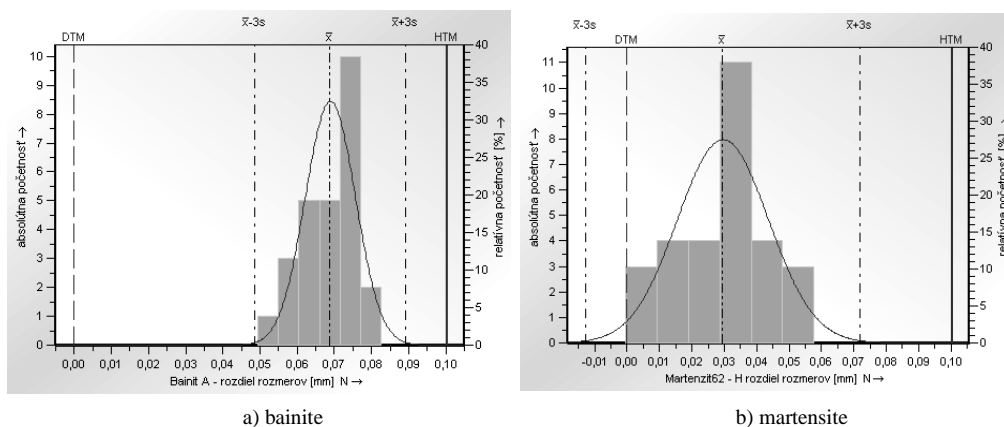 x̄-3s x̄+3s
DTM x̄ HTM
absolútna početnosť →
10
9
8
7
6
5
4
3
2
1
0
relatívna početnosť [%] →
40
35
30
25
20
15
10
5
0
0,00 0,01 0,02 0,03 0,04 0,05 0,06 0,07 0,08 0,09 0,10
Bainit A - rozdiel rozmerov [mm] N →
a) bainite
x̄-3s x̄+3s
DTM x̄ HTM
absolútna početnosť →
11
10
9
8
7
6
5
4
3
2
1
0
relatívna početnosť [%] →
40
35
30
25
20
15
10
5
0
-0,01 0,00 0,01 0,02 0,03 0,04 0,05 0,06 0,07 0,08 0,09 0,10
Martenzit62 - H rozdiel rozmerov [mm] N →
b) martensite